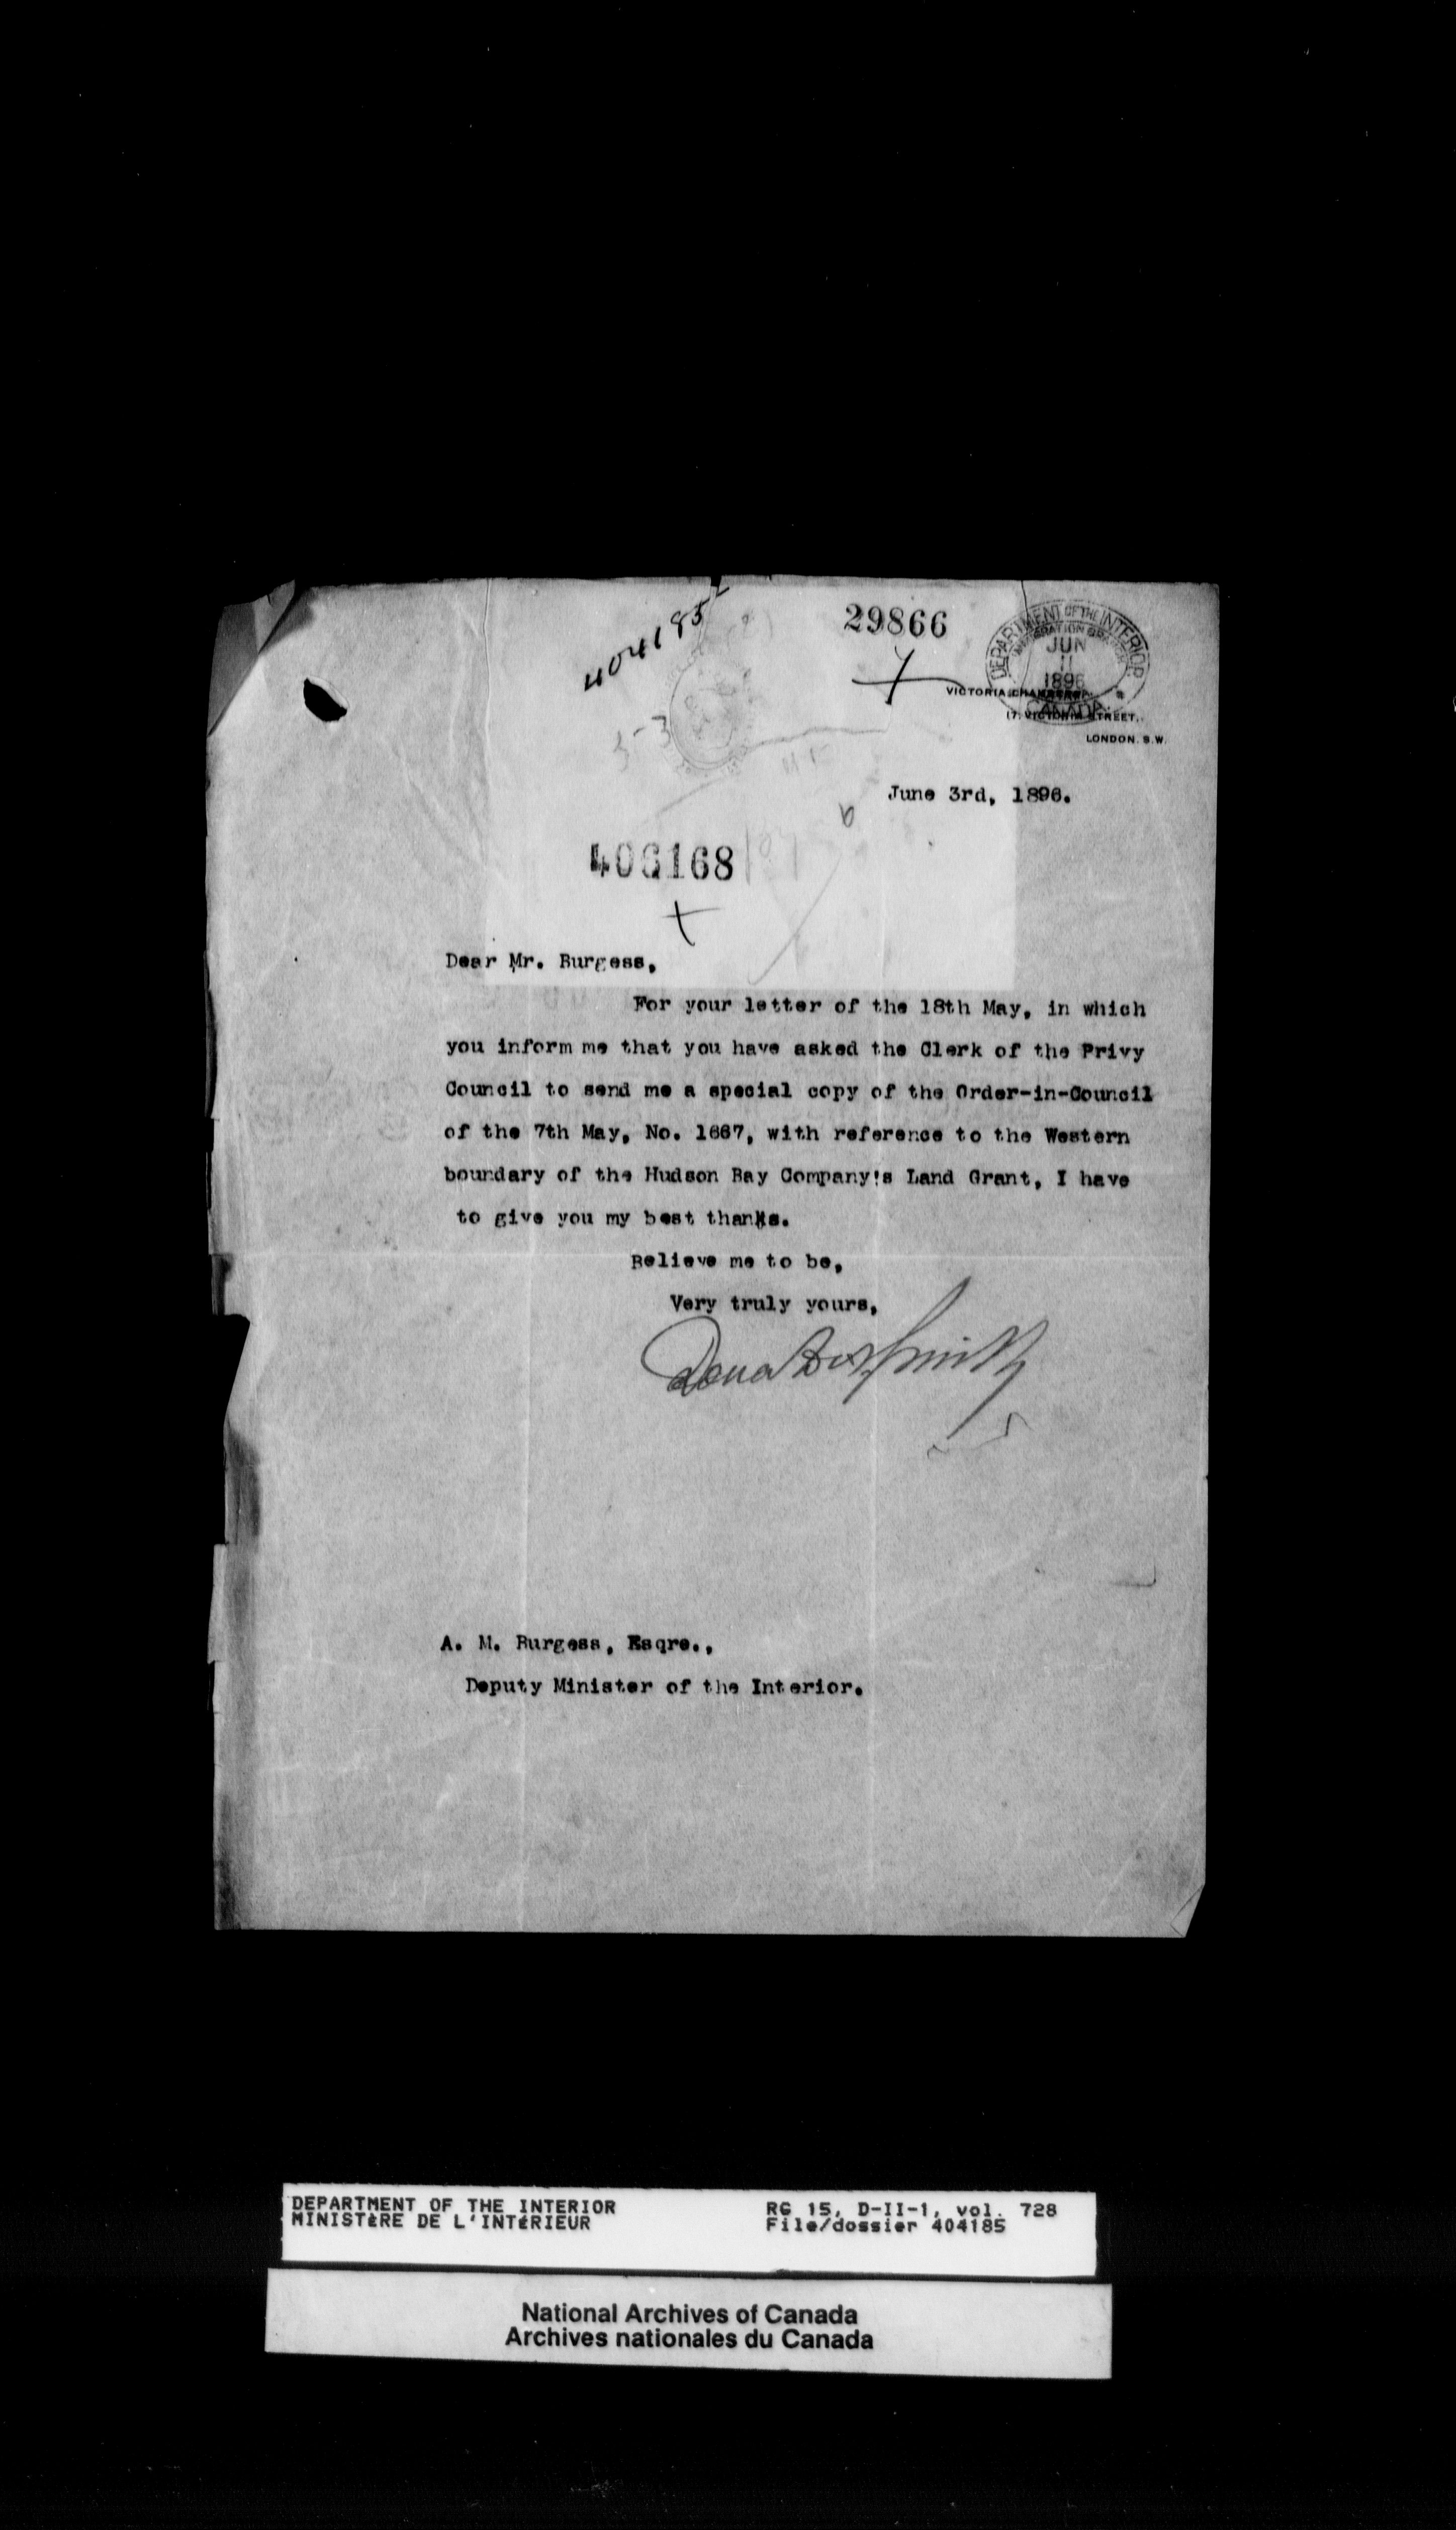 404185
29866
DEPARTMENT OF THE INTERIOR
JUN
11
1896
CANADA
VICTORIA CHAMBERS,
17, VICTORIA STREET,
LONDON. S.W.
June 3rd, 1896.
406168
Dear Mr. Burgess,
For your letter of the 18th May, in which
you inform me that you have asked the Clerk of the Privy
Council to send me a special copy of the Order-in-Council
of the 7th May, No. 1667, with reference to the Western
boundary of the Hudson Bay Company's Land Grant, I have
to give you my best thanks.
Believe me to be,
Very truly yours,
Donald A Smith
A. M. Burgess, Esqre.,
Deputy Minister of the Interior.
DEPARTMENT OF THE INTERIOR RG 15, D-II-1, vol. 728
MINISTèRE DE L'INTéRIEUR File/dossier 404185
National Archives of Canada
Archives nationales du Canada